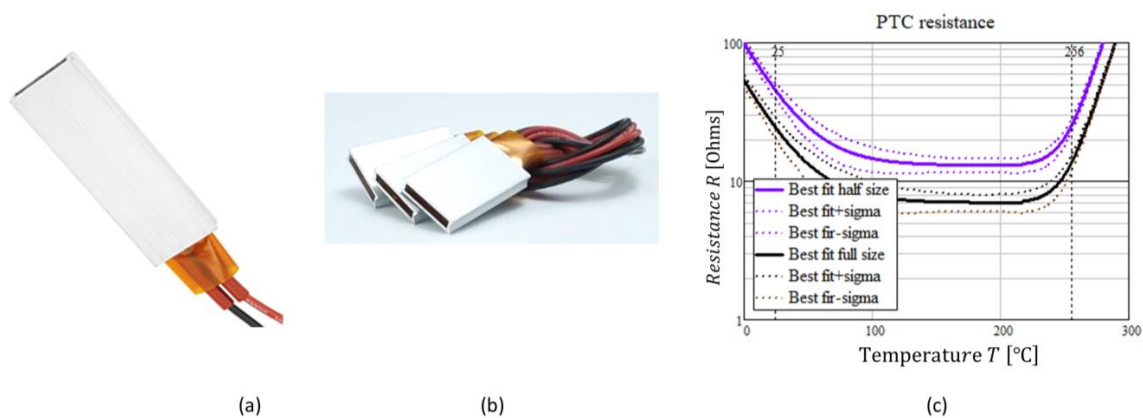 PTC resistance
100
25
256
10
1
Resistance R [Ohms]
Best fit half size
Best fit+sigma
Best fir-sigma
Best fit full size
Best fit+sigma
Best fir-sigma
0
100
200
300
Temperature T [°C]
(a)
(b)
(c)